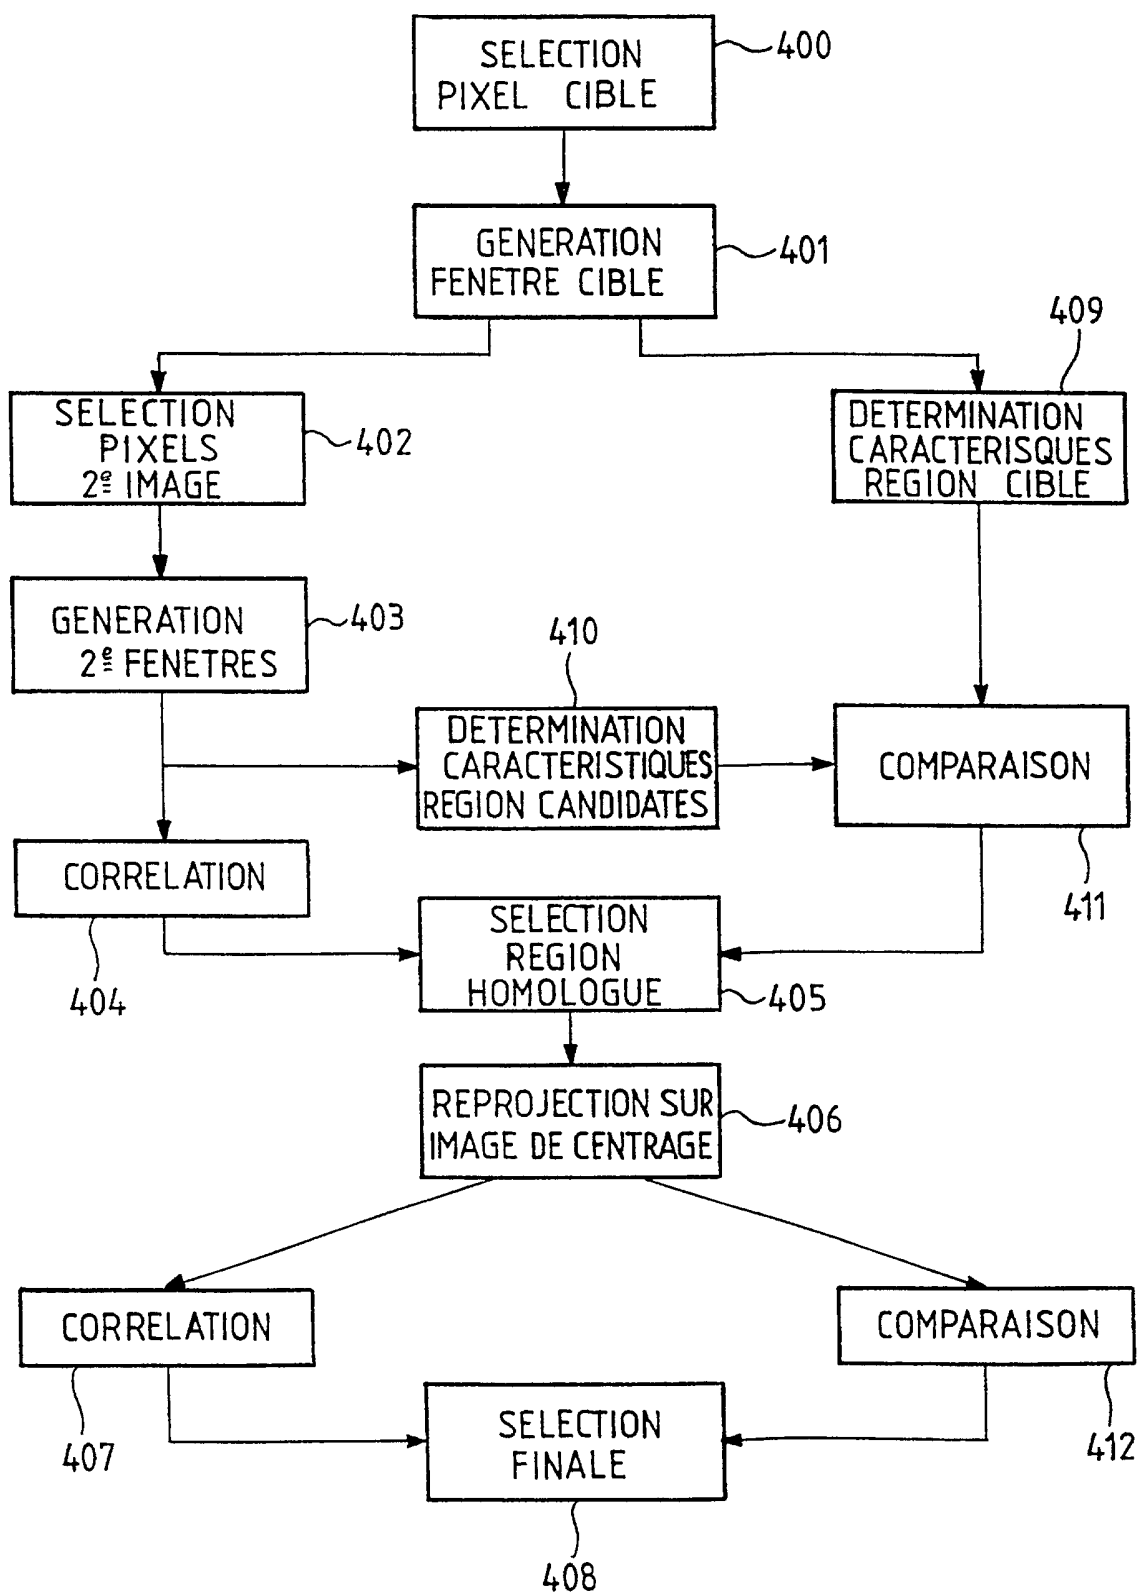 SELECTION
PIXEL CIBLE
400
GENERATION
FENÊTRE CIBLE
401
409
SELECTION
PIXELS
2e IMAGE
402
DETERMINATION
CARACTÉRISQUES
REGION CIBLE
GENERATION
2e FENETRES
403
410
DETERMINATION
CARACTERISTIQUES
REGION CANDIDATES
COMPARAISON
411
CORRELATION
404
SELECTION
REGION
HOMOLOGUE
405
REPROJECTION SUR
IMAGE DE CENTRAGE
406
CORRELATION
407
COMPARAISON
412
SELECTION
FINALE
408